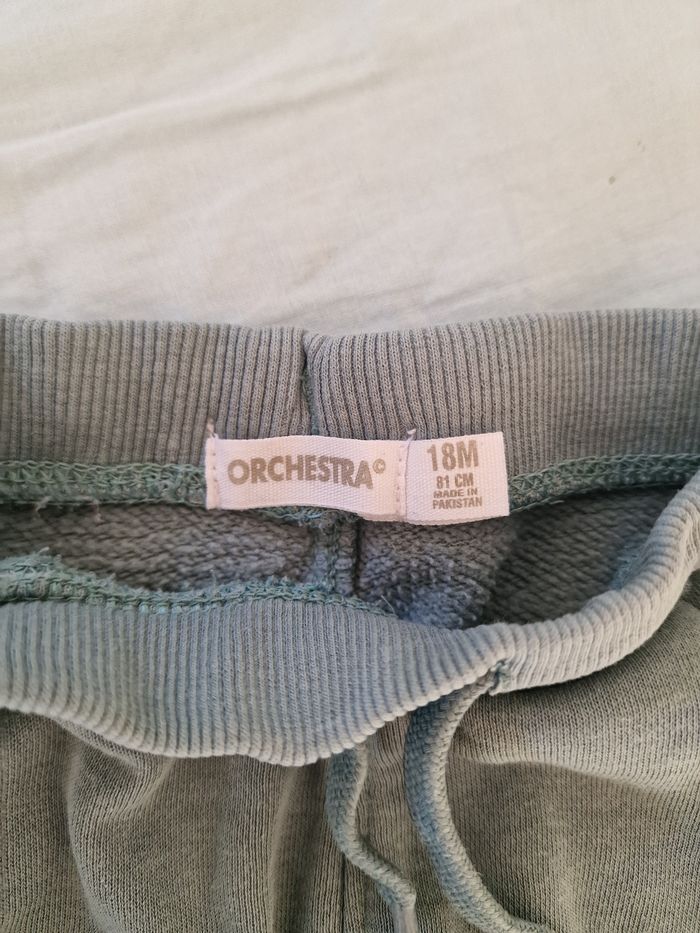 ORCHESTRA©
18M
81 CM
MADE IN
PAKISTAN